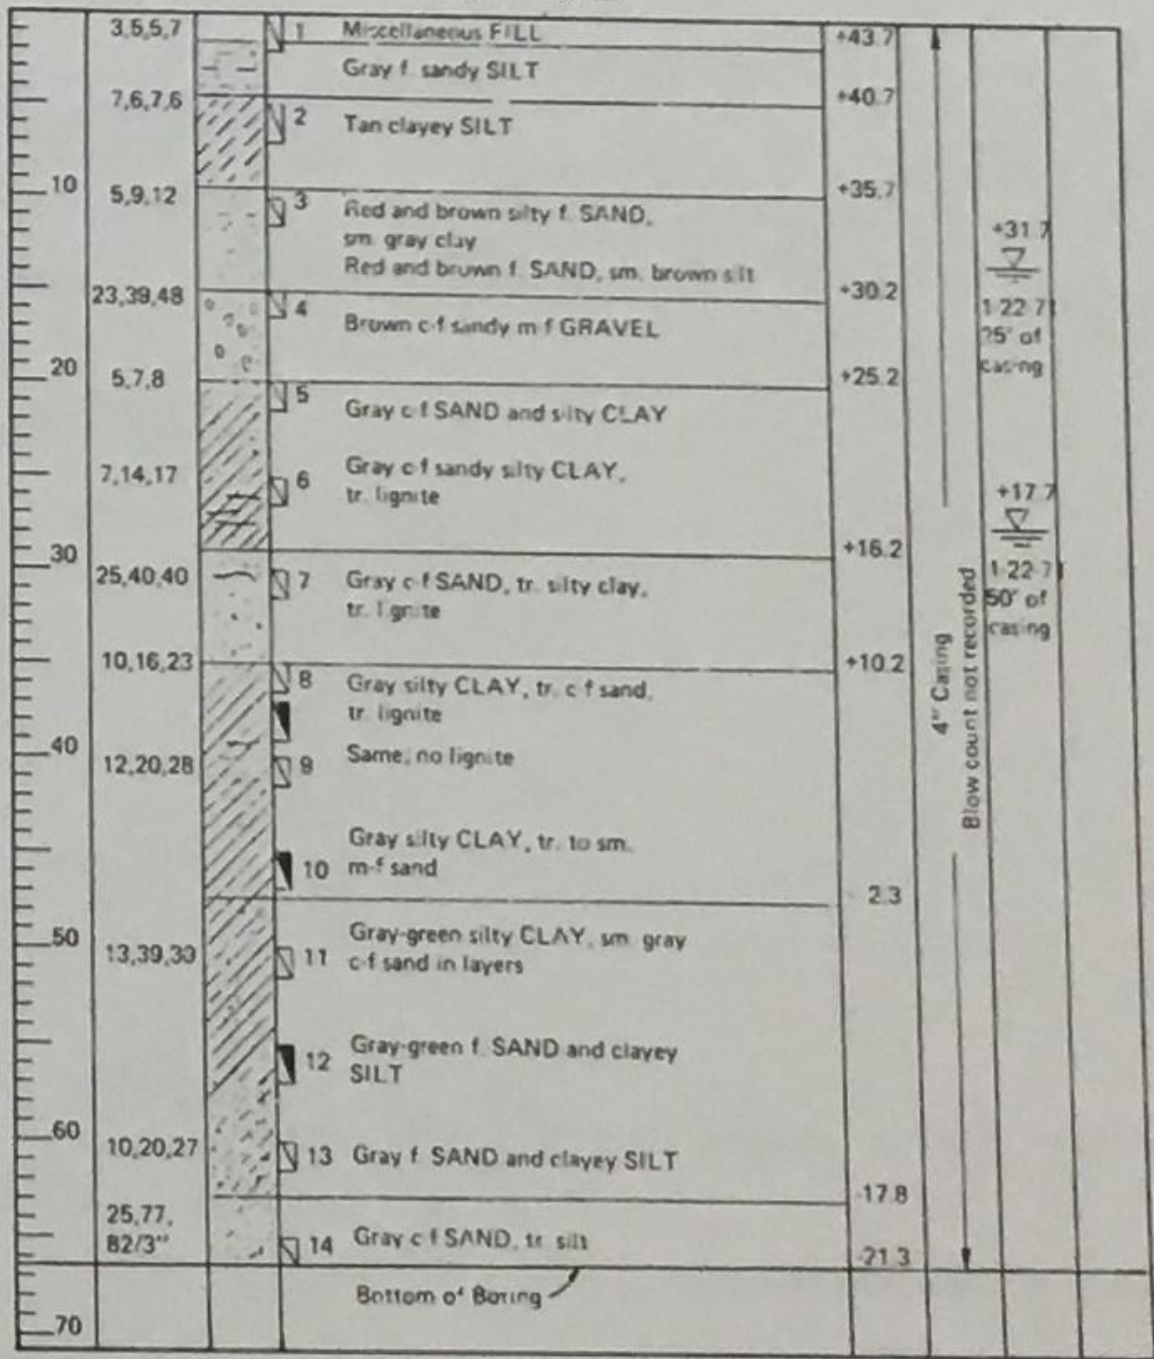 3,5,5,7 1 Miscellaneous FILL +43.7
Gray f. sandy SILT
7,6,7,6 +40.7
2 Tan clayey SILT
10 5,9,12 +35.7
3 Red and brown silty f. SAND,
sm. gray clay
Red and brown f. SAND, sm. brown silt
+31.7
23,39,48 +30.2
4 Brown c-f sandy m-f GRAVEL
1-22-71
25' of
casing
20 5,7,8 +25.2
5 Gray c-f SAND and silty CLAY
7,14,17 6 Gray c-f sandy silty CLAY,
tr. lignite
+17.7
+16.2
30 25,40,40 7 Gray c-f SAND, tr. silty clay,
tr. lignite
1-22-71
50' of
casing
10,16,23 +10.2
8 Gray silty CLAY, tr. c-f sand,
tr. lignite
40 12,20,28 9 Same, no lignite
4" Casing
Blow count not recorded
10 Gray silty CLAY, tr. to sm.
m-f sand
2.3
50 13,39,39 11 Gray-green silty CLAY, sm. gray
c-f sand in layers
12 Gray-green f. SAND and clayey
SILT
60 10,20,27 13 Gray f. SAND and clayey SILT
-17.8
25,77,
82/3" 14 Gray c-f SAND, tr. silt
-21.3
Bottom of Boring
70